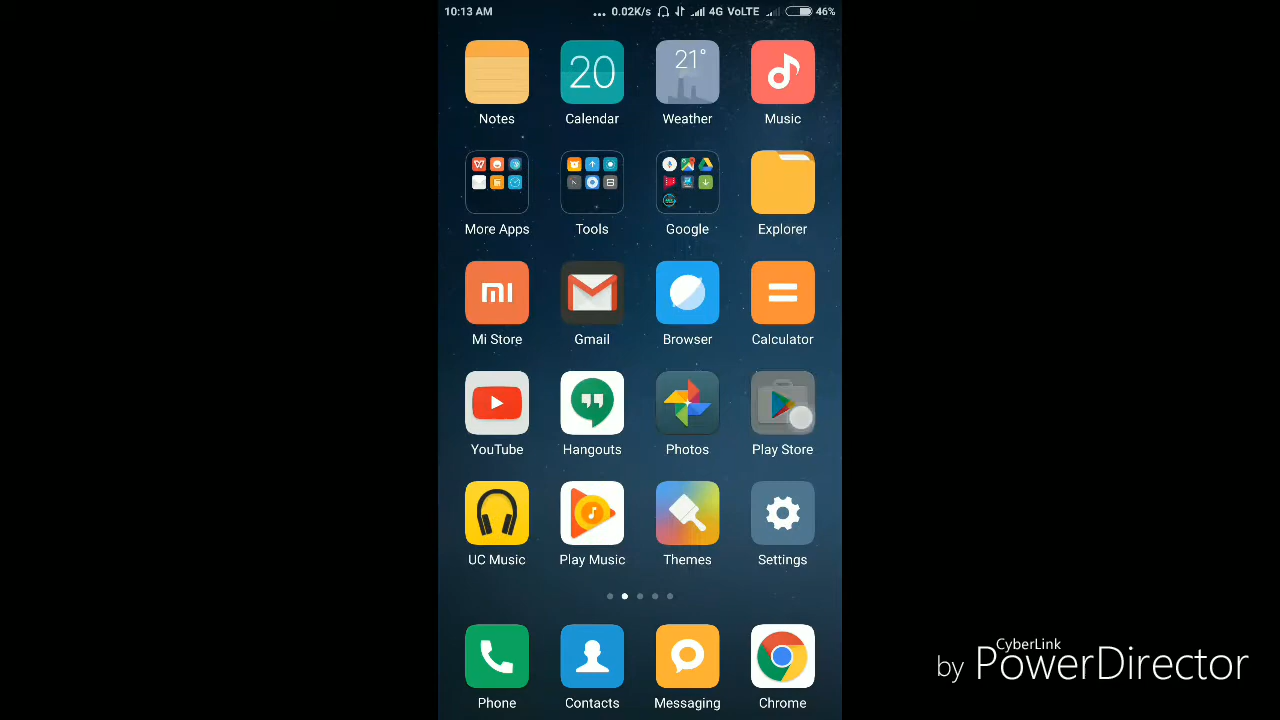 10:13 AM ... 0.02K/s 4G VoLTE 46%
20 21°
Notes Calendar Weather Music
More Apps Tools Google Explorer
mi
Mi Store Gmail Browser Calculator
YouTube Hangouts Photos Play Store
UC Music Play Music Themes Settings
Phone Contacts Messaging Chrome
CyberLink
by PowerDirector